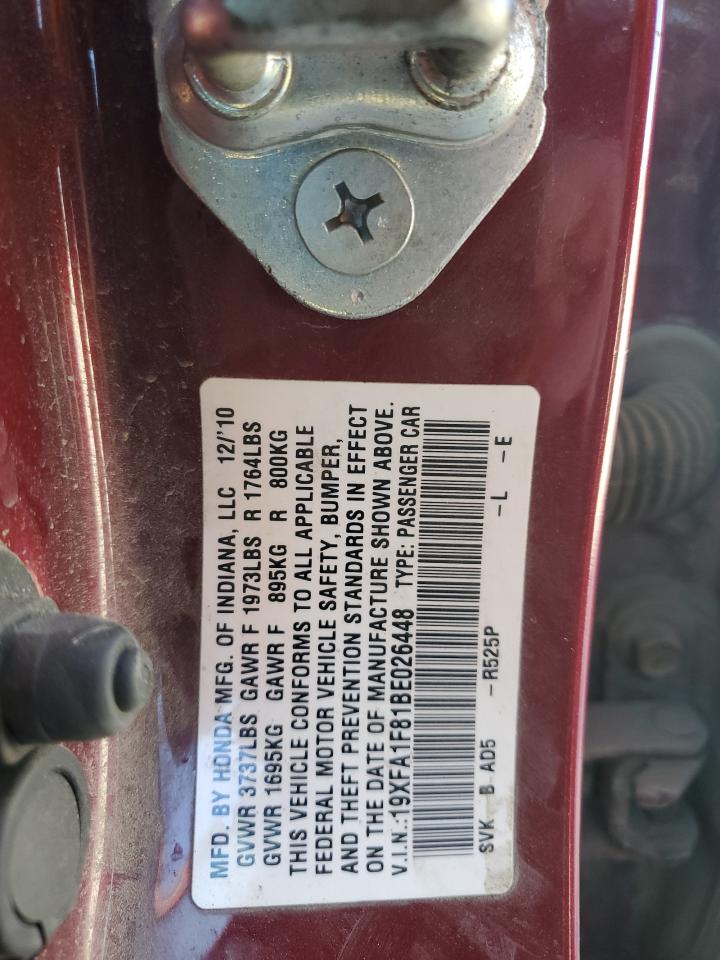 MFD. BY HONDA MFG. OF INDIANA, LLC 12/'10
GVWR 3737LBS GAWR F 1973LBS R 1764LBS
GVWR 1695KG GAWR F 895KG R 800KG
THIS VEHICLE CONFORMS TO ALL APPLICABLE
FEDERAL MOTOR VEHICLE SAFETY, BUMPER,
AND THEFT PREVENTION STANDARDS IN EFFECT
ON THE DATE OF MANUFACTURE SHOWN ABOVE.
V.I.N.:19XFA1F81BE026448 TYPE: PASSENGER CAR
SVK B AD5 -R525P -L -E